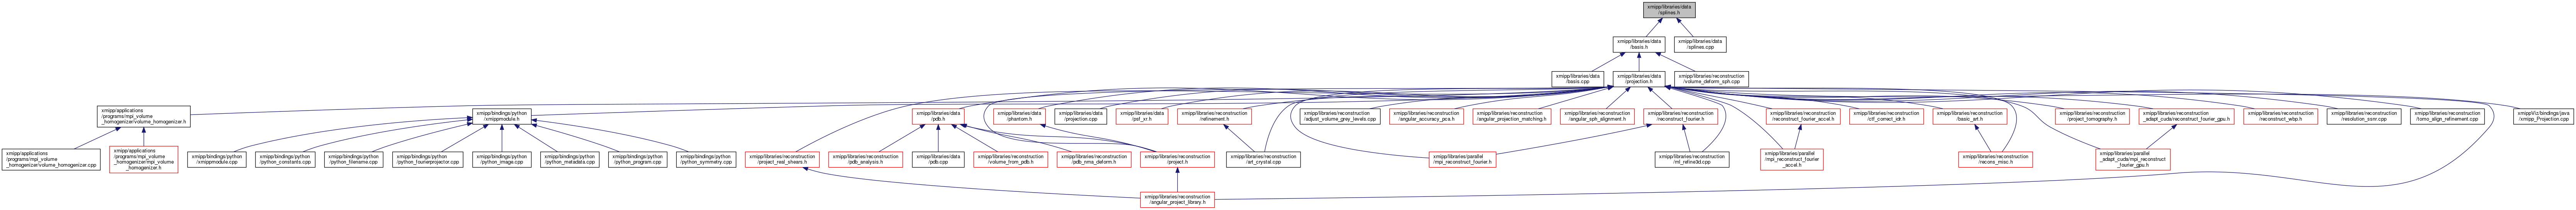 xmipp/libraries/data
/splines.h
xmipp/libraries/data
/basis.h
xmipp/libraries/data
/splines.cpp
xmipp/libraries/data
/basis.cpp
xmipp/libraries/data
/projection.h
xmipp/libraries/reconstruction
/volume_deform_sph.cpp
xmipp/applications
/programs/mpi_volume
_homogenizer/volume_homogenizer.h
xmipp/bindings/python
/xmippmodule.h
xmipp/libraries/data
/pdb.h
xmipp/libraries/data
/phantom.h
xmipp/libraries/data
/projection.cpp
xmipp/libraries/data
/psf_xr.h
xmipp/libraries/reconstruction
/refinement.h
xmipp/libraries/reconstruction
/adjust_volume_grey_levels.cpp
xmipp/libraries/reconstruction
/angular_accuracy_pca.h
xmipp/libraries/reconstruction
/angular_projection_matching.h
xmipp/libraries/reconstruction
/angular_sph_alignment.h
xmipp/libraries/reconstruction
/reconstruct_fourier.h
xmipp/libraries/reconstruction
/reconstruct_fourier_accel.h
xmipp/libraries/reconstruction
/ctf_correct_idr.h
xmipp/libraries/reconstruction
/basic_art.h
xmipp/libraries/reconstruction
/project_tomography.h
xmipp/libraries/reconstruction
_adapt_cuda/reconstruct_fourier_gpu.h
xmipp/libraries/reconstruction
/reconstruct_wbp.h
xmipp/libraries/reconstruction
/resolution_ssnr.cpp
xmipp/libraries/reconstruction
/tomo_align_refinement.cpp
xmippViz/bindings/java
/xmipp_Projection.cpp
xmipp/applications
/programs/mpi_volume
_homogenizer/volume_homogenizer.cpp
xmipp/applications
/programs/mpi_volume
_homogenizer/mpi_volume
_homogenizer.h
xmipp/bindings/python
/xmippmodule.cpp
xmipp/bindings/python
/python_constants.cpp
xmipp/bindings/python
/python_filename.cpp
xmipp/bindings/python
/python_fourierprojector.cpp
xmipp/bindings/python
/python_image.cpp
xmipp/bindings/python
/python_metadata.cpp
xmipp/bindings/python
/python_program.cpp
xmipp/bindings/python
/python_symmetry.cpp
xmipp/libraries/reconstruction
/project_real_shears.h
xmipp/libraries/reconstruction
/pdb_analysis.h
xmipp/libraries/data
/pdb.cpp
xmipp/libraries/reconstruction
/volume_from_pdb.h
xmipp/libraries/reconstruction
/pdb_nma_deform.h
xmipp/libraries/reconstruction
/project.h
xmipp/libraries/reconstruction
/art_crystal.cpp
xmipp/libraries/parallel
/mpi_reconstruct_fourier.h
xmipp/libraries/reconstruction
/ml_refine3d.cpp
xmipp/libraries/parallel
/mpi_reconstruct_fourier
_accel.h
xmipp/libraries/reconstruction
/recons_misc.h
xmipp/libraries/parallel
_adapt_cuda/mpi_reconstruct
_fourier_gpu.h
xmipp/libraries/reconstruction
/angular_project_library.h